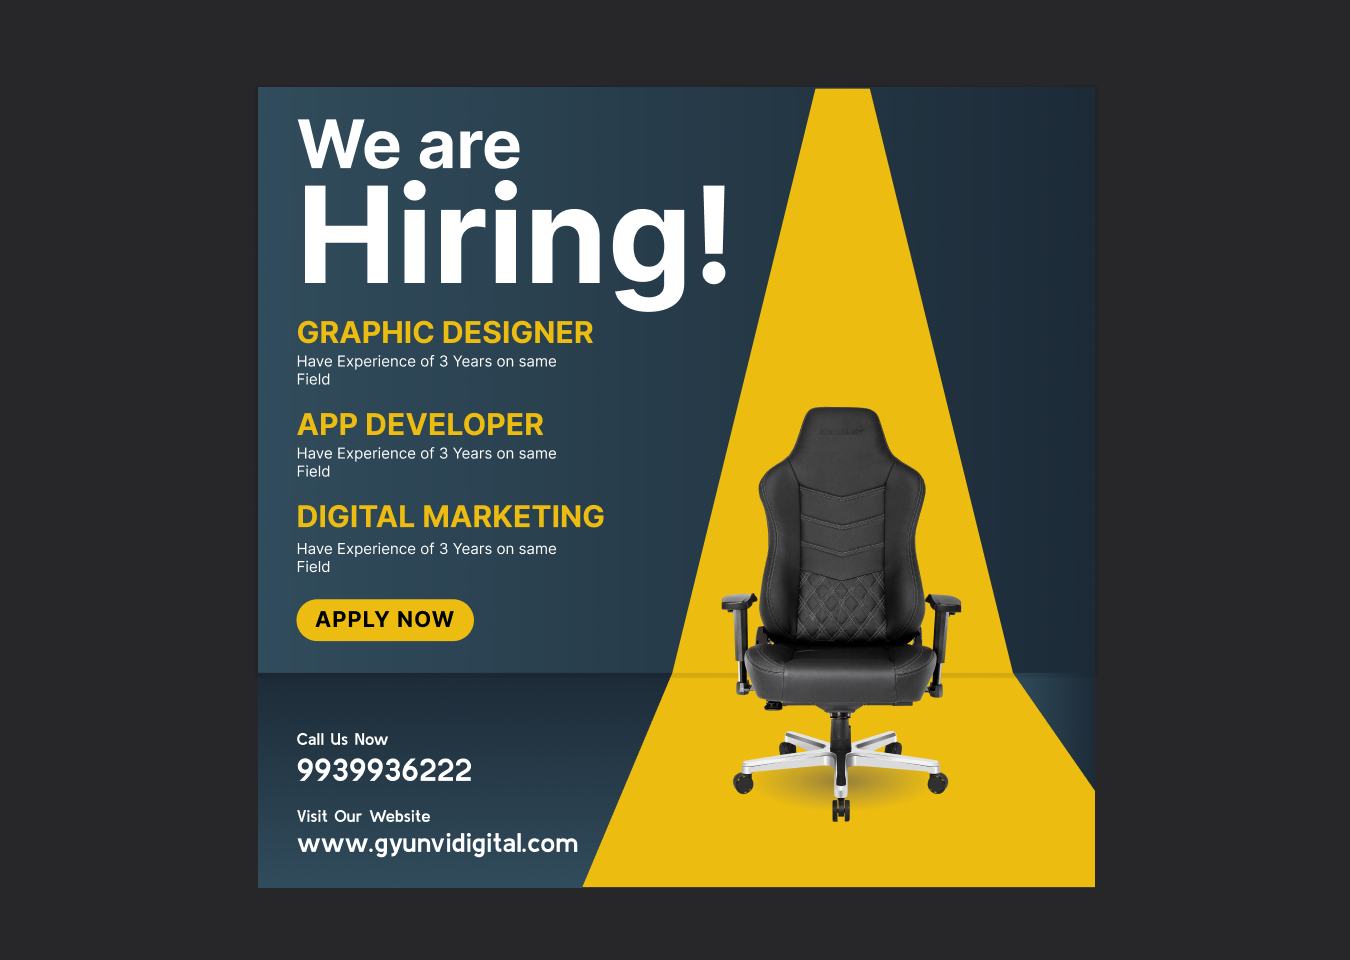 We are
Hiring!
GRAPHIC DESIGNER
Have Experience of 3 Years on same
Field
APP DEVELOPER
Have Experience of 3 Years on same
Field
DIGITAL MARKETING
Have Experience of 3 Years on same
Field
APPLY NOW
Call Us Now
9939936222
Visit Our Website
www.gyunvidigital.com